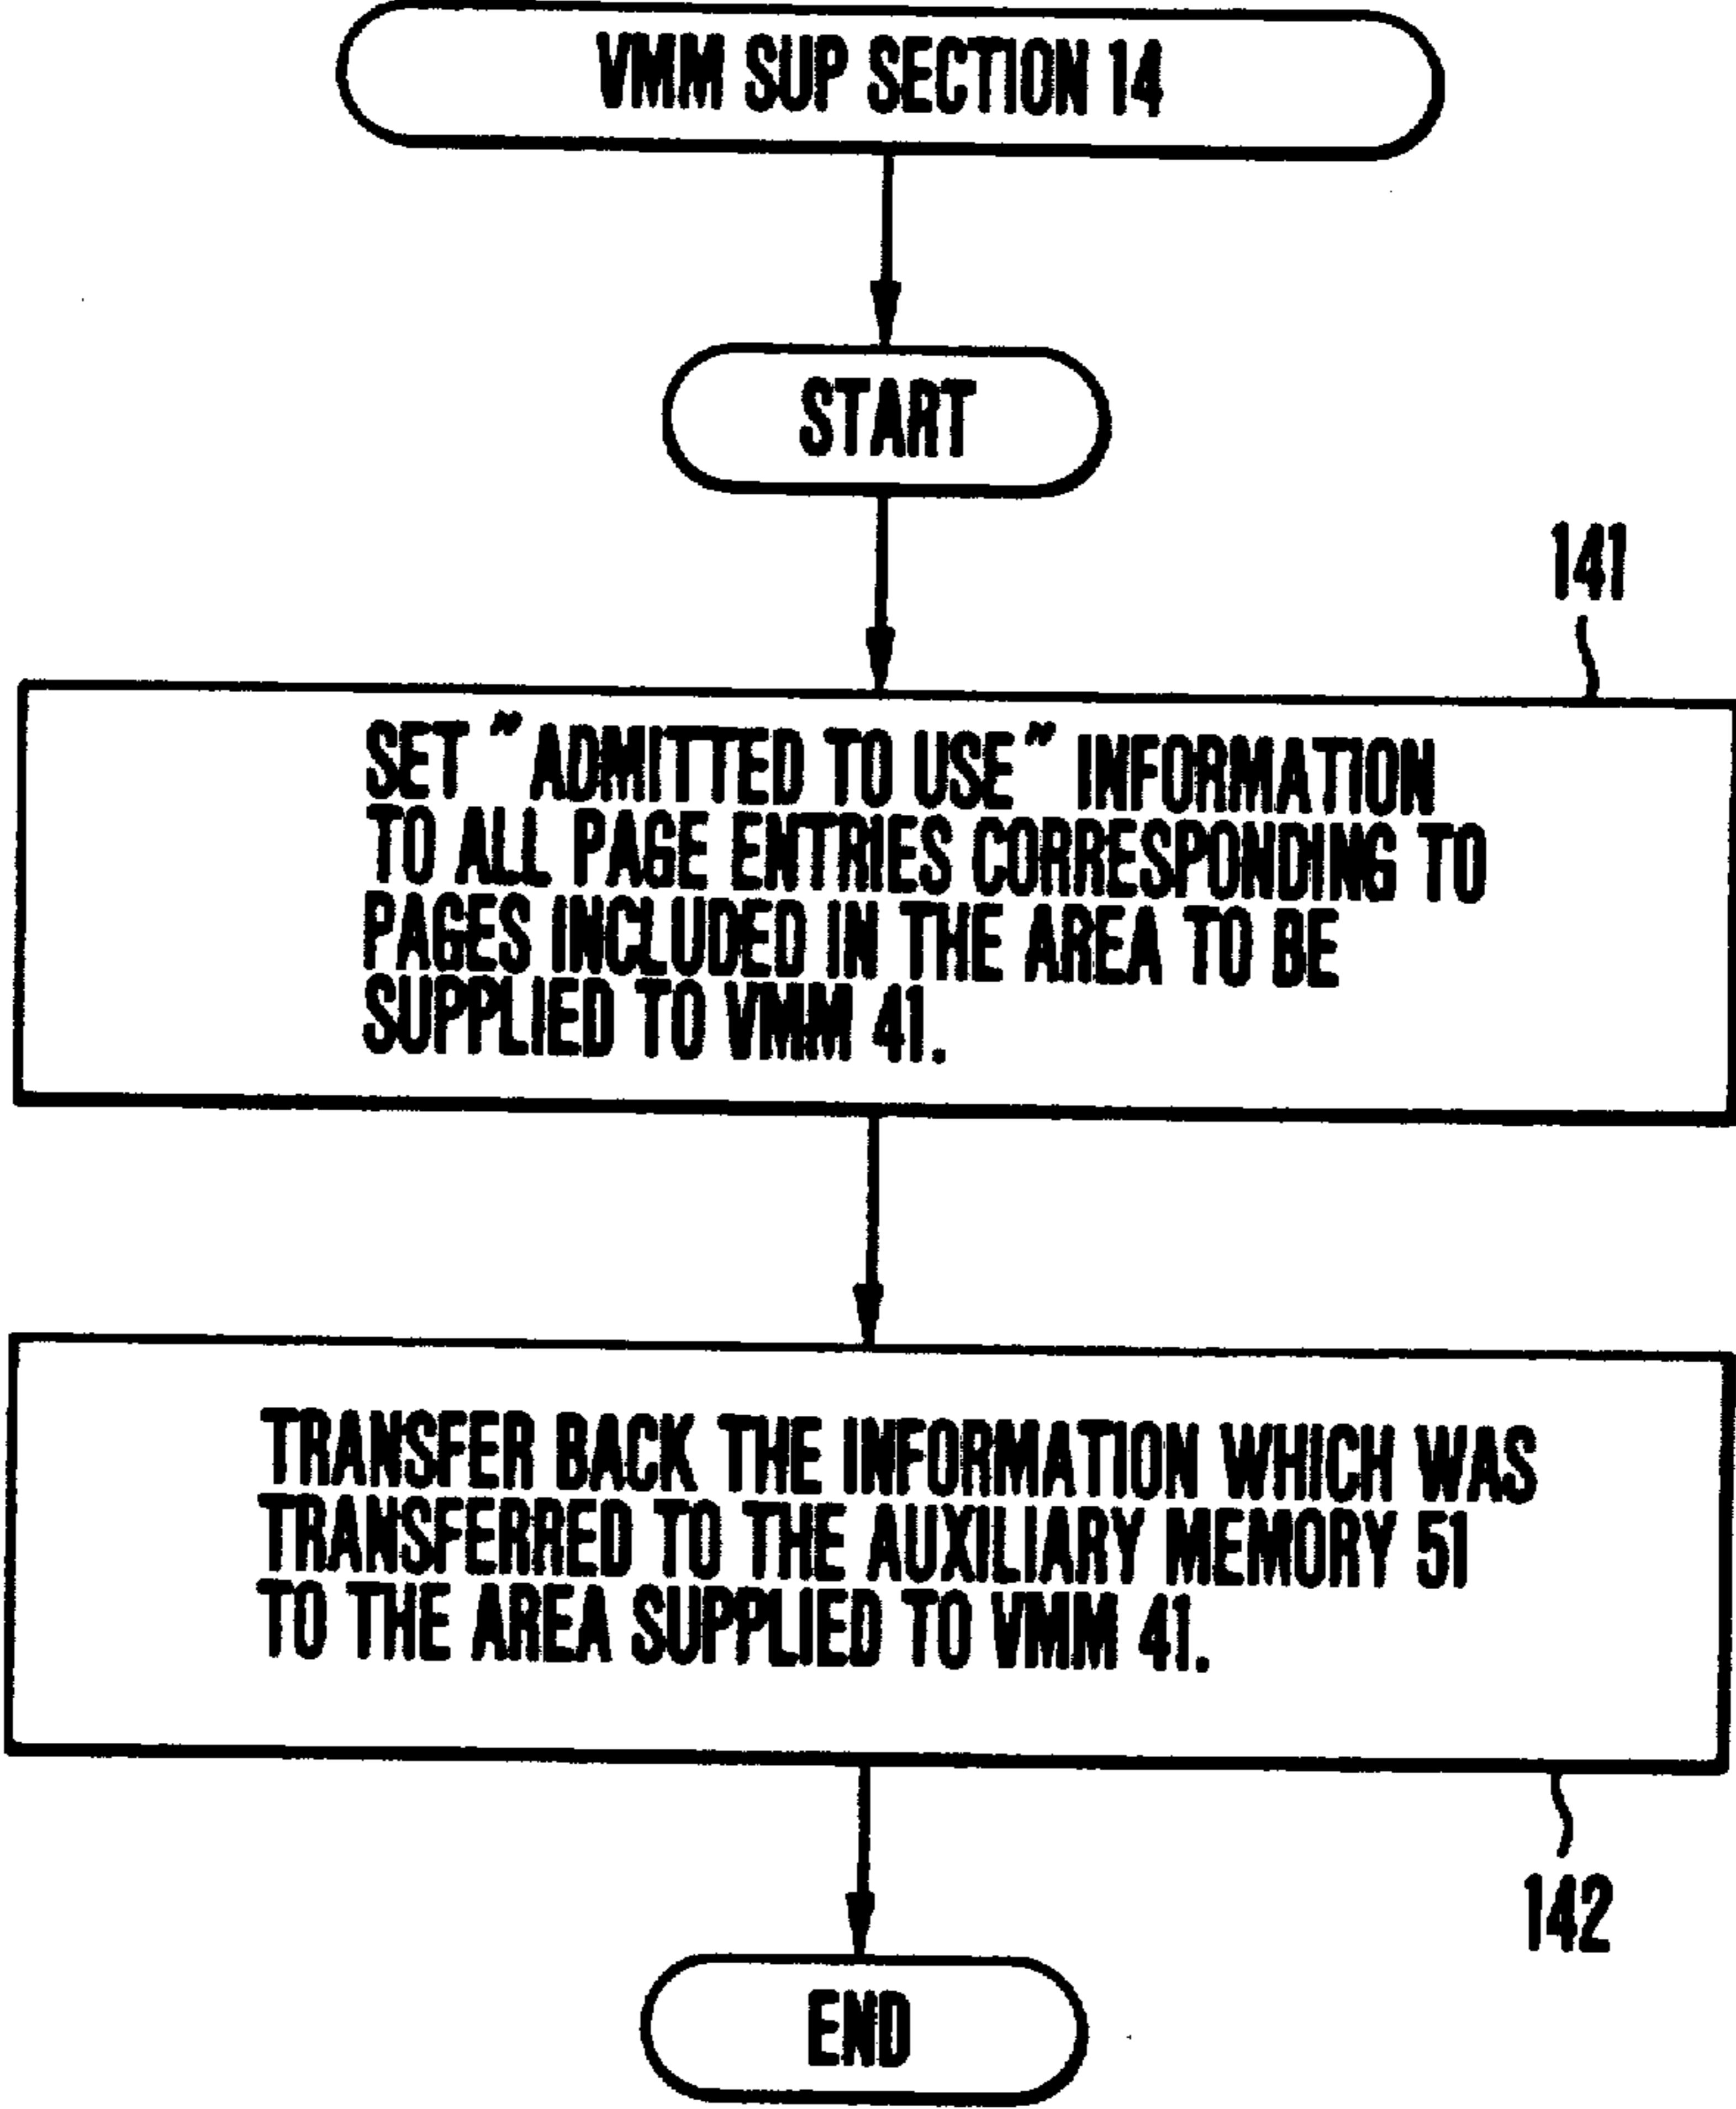 VMM SUP SECTION 14
START
141
SET "ADMITTED TO USE" INFORMATION
TO ALL PAGE ENTRIES CORRESPONDING TO
PAGES INCLUDED IN THE AREA TO BE
SUPPLIED TO VMM 41.
TRANSFER BACK THE INFORMATION WHICH WAS
TRANSFERRED TO THE AUXILIARY MEMORY 51
TO THE AREA SUPPLIED TO VMM 41.
142
END